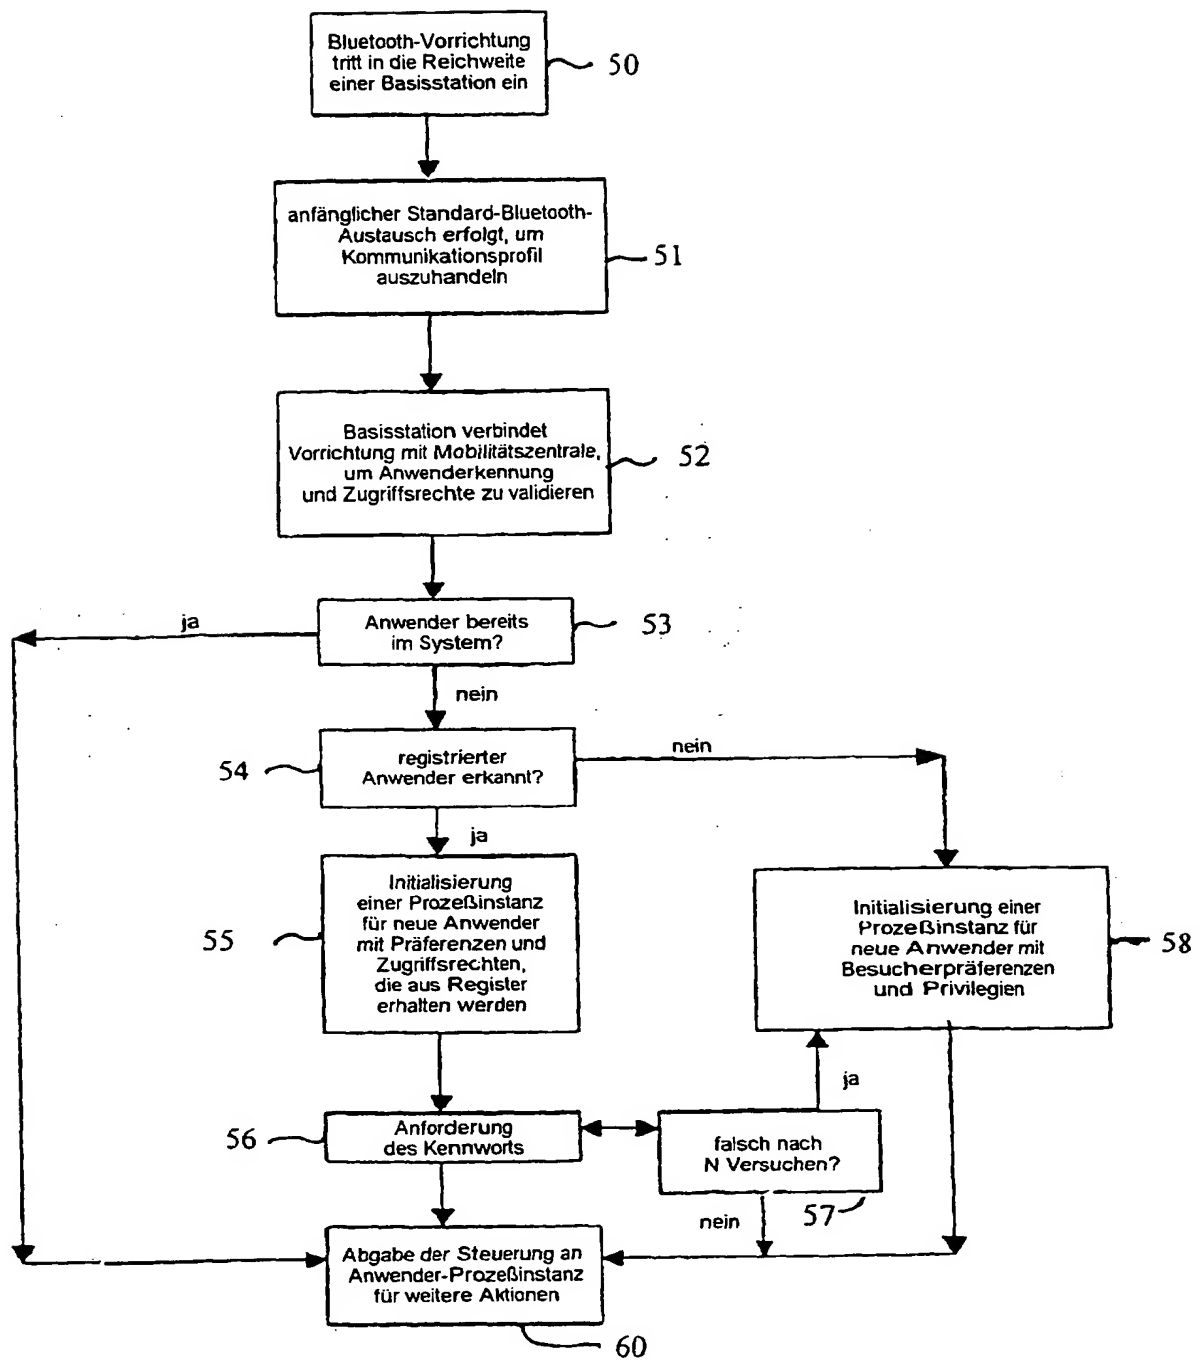 Bluetooth-Vorrichtung
tritt in die Reichweite
einer Basisstation ein
50
anfänglicher Standard-Bluetooth-
Austausch erfolgt, um
Kommunikationsprofil
auszuhandeln
51
Basisstation verbindet
Vorrichtung mit Mobilitätszentrale,
um Anwenderkennung
und Zugriffsrechte zu validieren
52
ja
Anwender bereits
im System?
53
nein
54
registrierter
Anwender erkannt?
nein
ja
55
Initialisierung
einer Prozeßinstanz
für neue Anwender
mit Präferenzen und
Zugriffsrechten,
die aus Register
erhalten werden
Initialisierung einer
Prozeßinstanz für
neue Anwender mit
Besucherpräferenzen
und Privilegien
58
ja
56
Anforderung
des Kennworts
falsch nach
N Versuchen?
57
nein
Abgabe der Steuerung an
Anwender-Prozeßinstanz
für weitere Aktionen
60